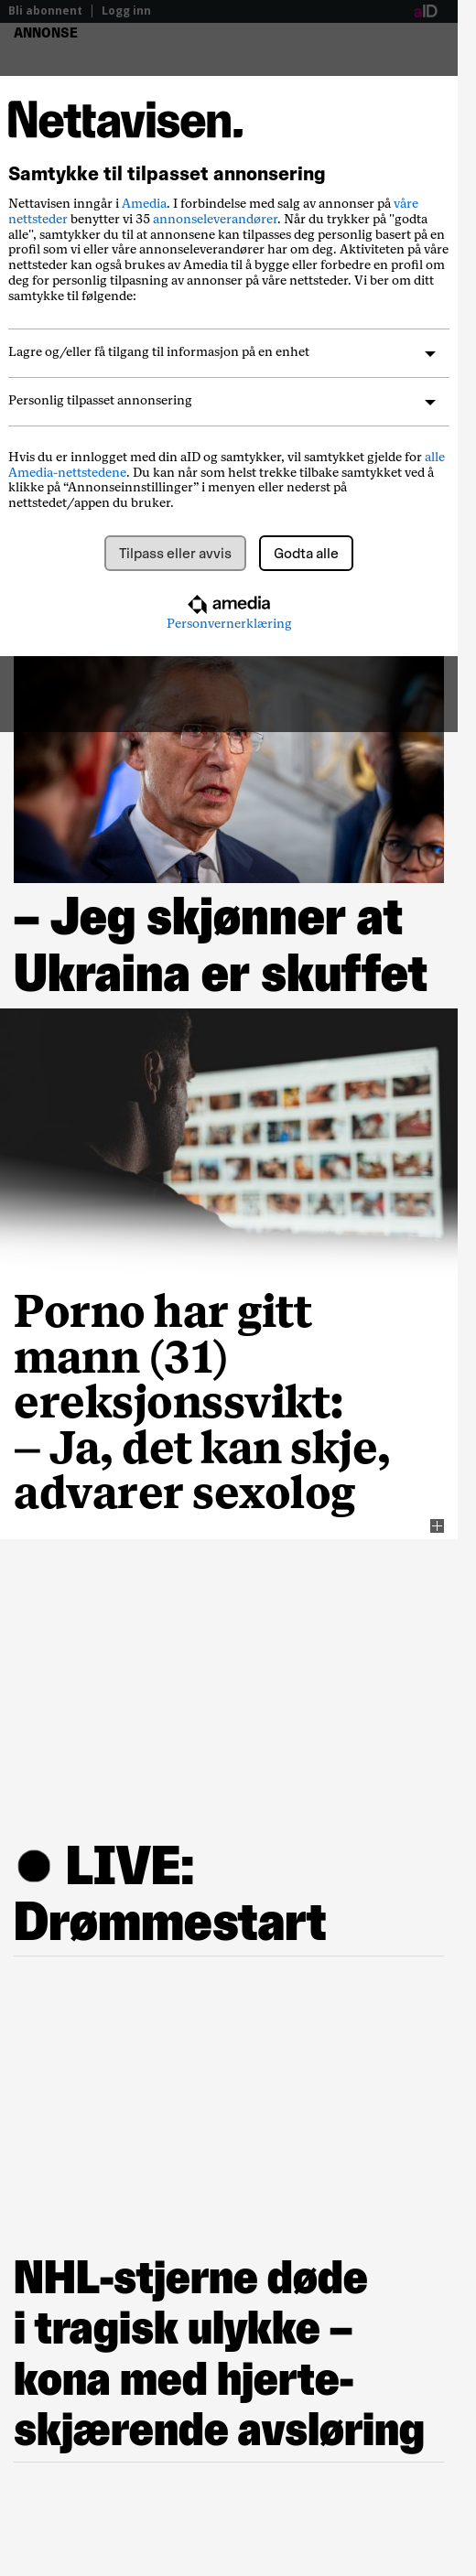 Bli abonnent | Logg inn aID
ANNONSE
Nettavisen.
Samtykke til tilpasset annonsering
Nettavisen inngår i Amedia. I forbindelse med salg av annonser på våre
nettsteder benytter vi 35 annonseleverandører. Når du trykker på "godta
alle", samtykker du til at annonsene kan tilpasses deg personlig basert på en
profil som vi eller våre annonseleverandører har om deg. Aktiviteten på våre
nettsteder kan også brukes av Amedia til å bygge eller forbedre en profil om
deg for personlig tilpasning av annonser på våre nettsteder. Vi ber om ditt
samtykke til følgende:
Lagre og/eller få tilgang til informasjon på en enhet
Personlig tilpasset annonsering
Hvis du er innlogget med din aID og samtykker, vil samtykket gjelde for alle
Amedia-nettstedene. Du kan når som helst trekke tilbake samtykket ved å
klikke på “Annonseinnstillinger” i menyen eller nederst på
nettstedet/appen du bruker.
Tilpass eller avvis Godta alle
amedia
Personvernerklæring
– Jeg skjønner at
Ukraina er skuffet
Porno har gitt
mann (31)
ereksjonssvikt:
– Ja, det kan skje,
advarer sexolog
● LIVE:
Drømmestart
NHL-stjerne døde
i tragisk ulykke –
kona med hjerte-
skjærende avsløring